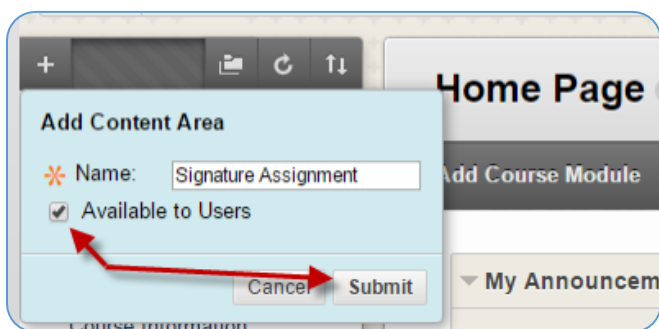 +
Home Page
Add Content Area
Name: Signature Assignment
Add Course Module
Available to Users
Cancel Submit
My Announcem
Course Information